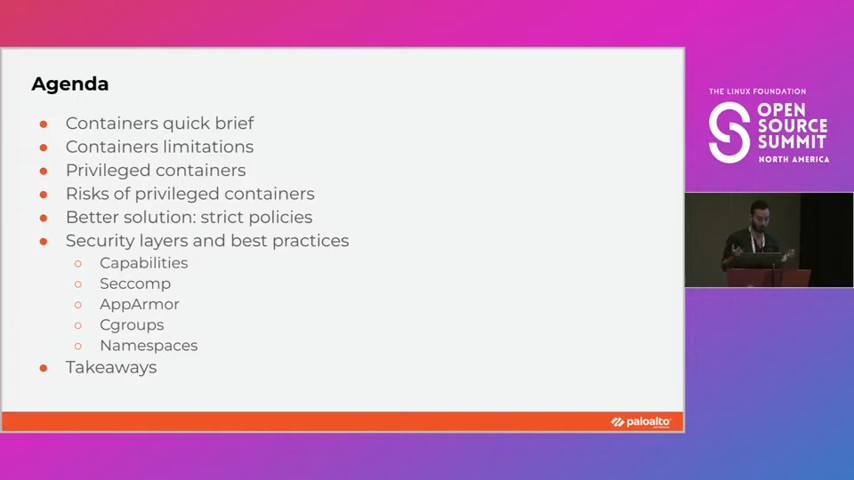 Agenda
Containers quick brief
Containers limitations
Privileged containers
Risks of privileged containers
Better solution: strict policies
Security layers and best practices
Capabilities
Seccomp
AppArmor
Cgroups
Namespaces
Takeaways
paloalto
THE LINUX FOUNDATION
OPEN
SOURCE
SUMMIT
NORTH AMERICA